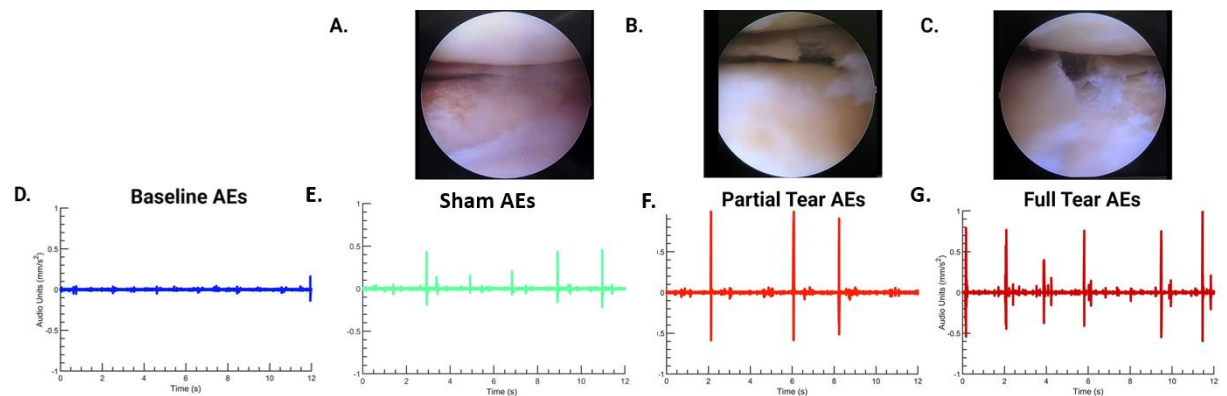 A.
B.
C.
D.
Baseline AEs
E.
Sham AEs
F.
Partial Tear AEs
G.
Full Tear AEs
1
0.5
0
-0.5
-1
Audio Units (mm/s²)
0 2 4 6 8 10 12
Time (s)
1
0.5
0
-0.5
-1
0 2 4 6 8 10 12
Time (s)
1
0.5
0
.5
-1
0 2 4 6 8 10 12
Time (s)
1
0.5
0
-0.5
-1
Audio Units (mm/s²)
0 2 4 6 8 10 12
Time (s)